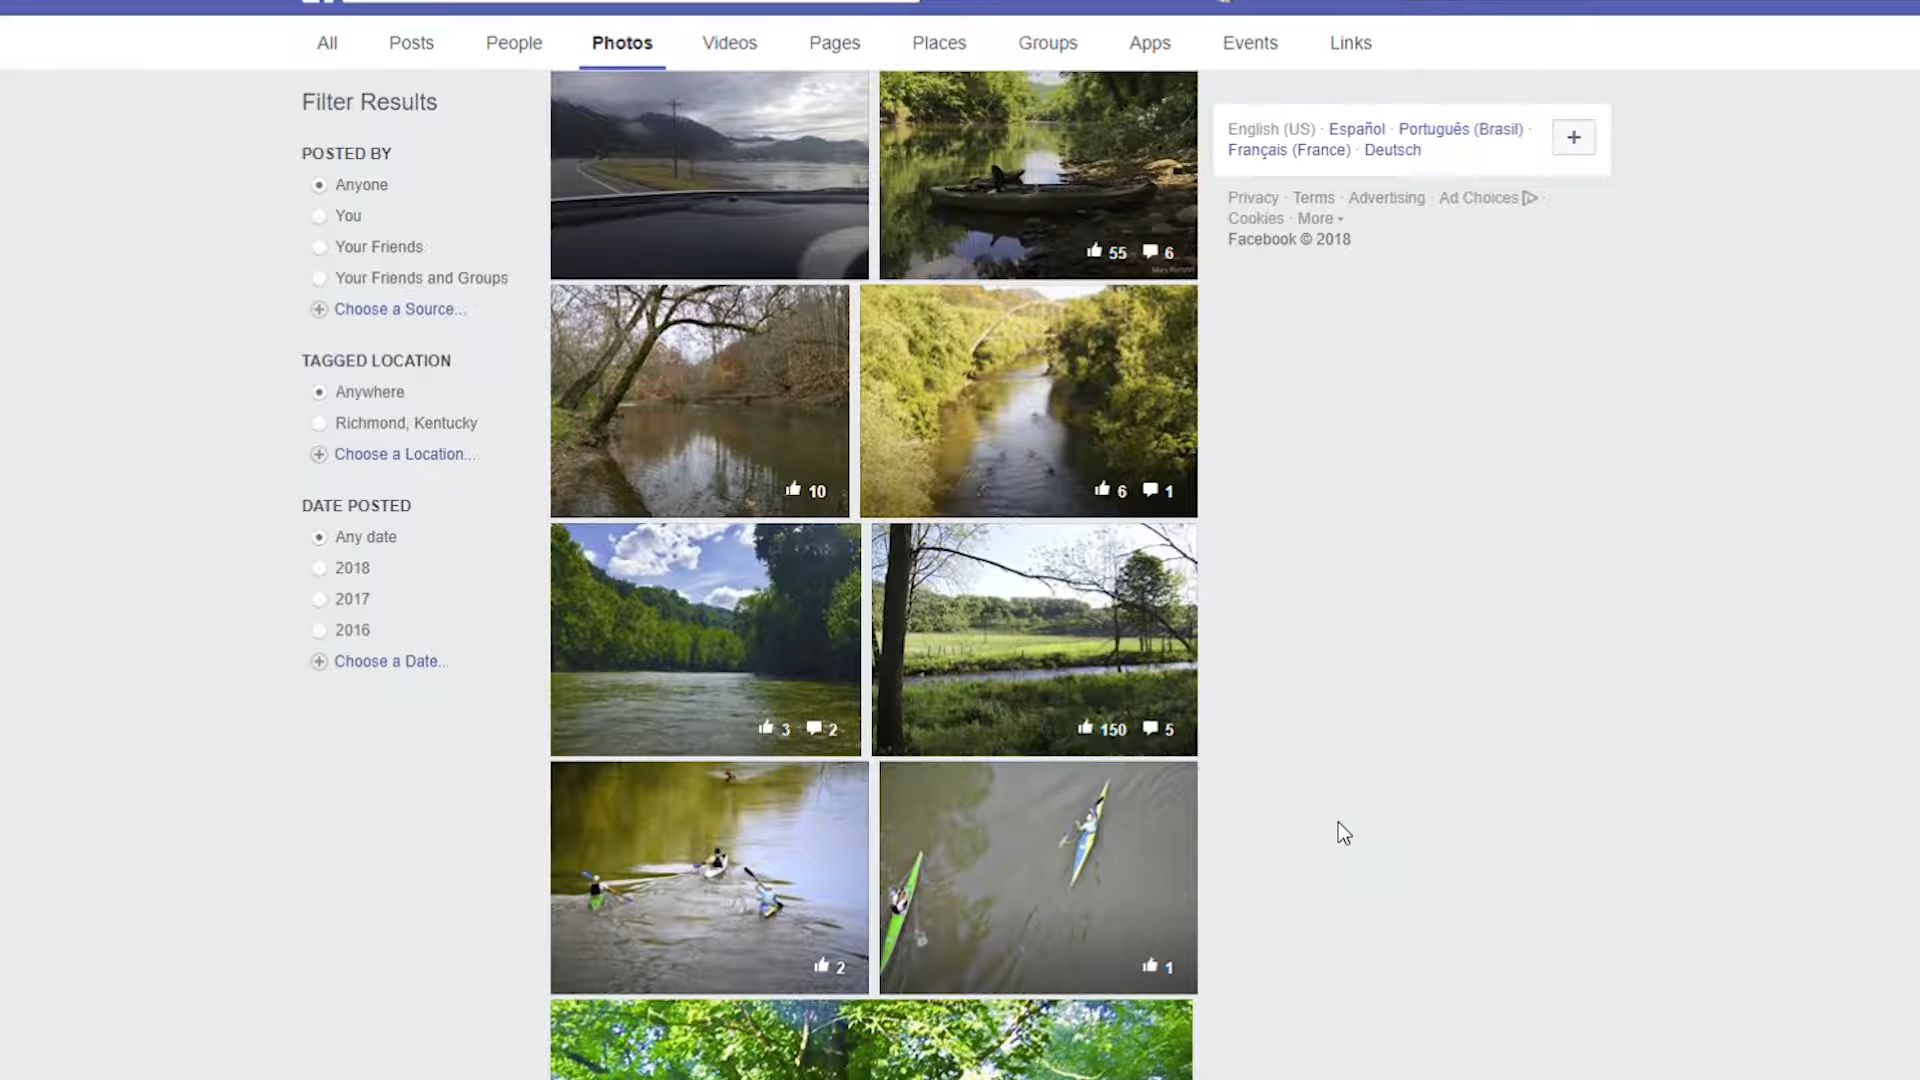 All Posts People Photos Videos Pages Places Groups Apps Events Links
Filter Results
POSTED BY
Anyone
You
Your Friends
Your Friends and Groups
Choose a Source...
TAGGED LOCATION
Anywhere
Richmond, Kentucky
Choose a Location...
DATE POSTED
Any date
2018
2017
2016
Choose a Date...
55 6
10
6 1
3 2
150 5
2
1
English (US) · Español · Português (Brasil) ·
Français (France) · Deutsch
+
Privacy · Terms · Advertising · Ad Choices ·
Cookies · More
Facebook © 2018